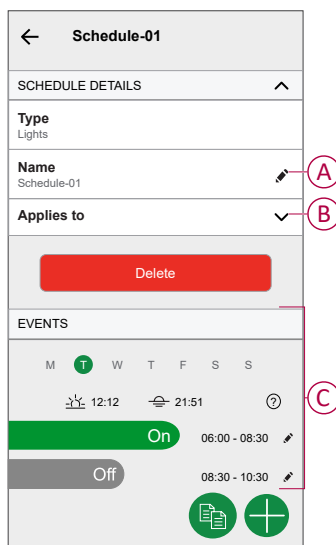 Schedule-01
SCHEDULE DETAILS
Type
Lights
Name
Schedule-01
A
Applies to
B
Delete
EVENTS
M T W T F S S
12:12 21:51 ?
C
On 06:00 - 08:30
Off 08:30 - 10:30